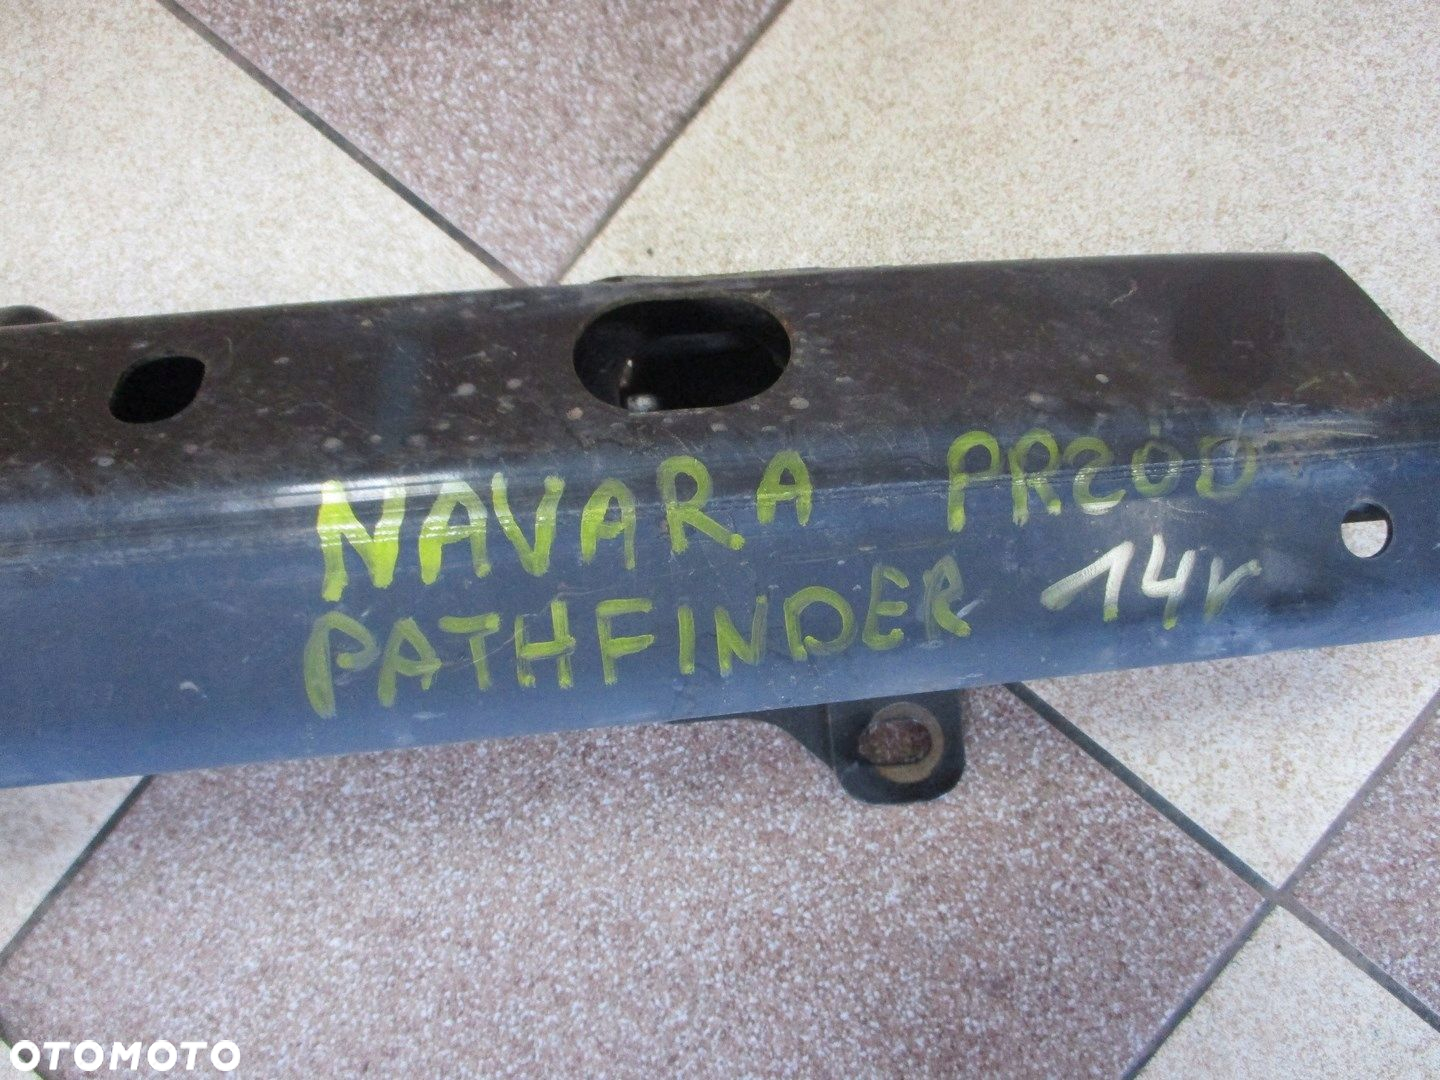 NAVARA PRZÓD
PATHFINDER 14r
OTOMOTO